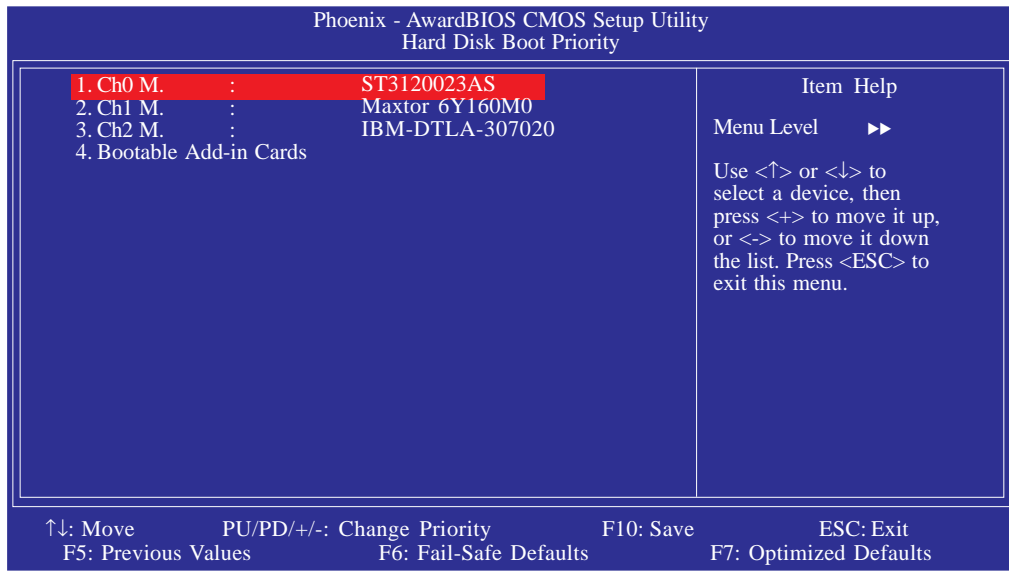 Phoenix - AwardBIOS CMOS Setup Utility
Hard Disk Boot Priority
1. Ch0 M. : ST3120023AS
2. Ch1 M. : Maxtor 6Y160M0
3. Ch2 M. : IBM-DTLA-307020
4. Bootable Add-in Cards
Item Help
Menu Level ▶▶
Use <↑> or <↓> to
select a device, then
press <+> to move it up,
or <-> to move it down
the list. Press <ESC> to
exit this menu.
↑↓: Move PU/PD/+/-: Change Priority F10: Save ESC: Exit
F5: Previous Values F6: Fail-Safe Defaults F7: Optimized Defaults